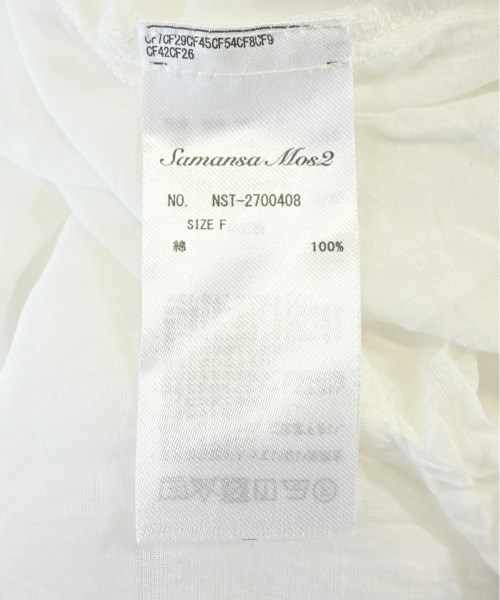 CF7CF29CF45CF54CF8CF9
CF42CF26
Samansa Mos2
NO. NST-2700408
SIZE F
綿 100%